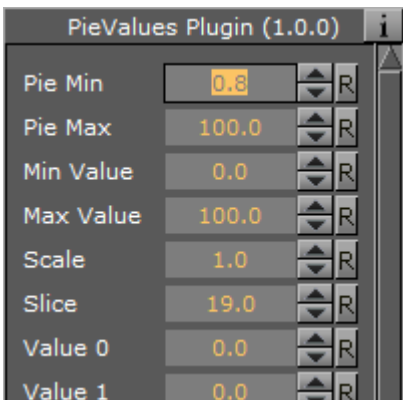 PieValues Plugin (1.0.0) i
Pie Min 0.8 R
Pie Max 100.0 R
Min Value 0.0 R
Max Value 100.0 R
Scale 1.0 R
Slice 19.0 R
Value 0 0.0 R
Value 1 0.0 R